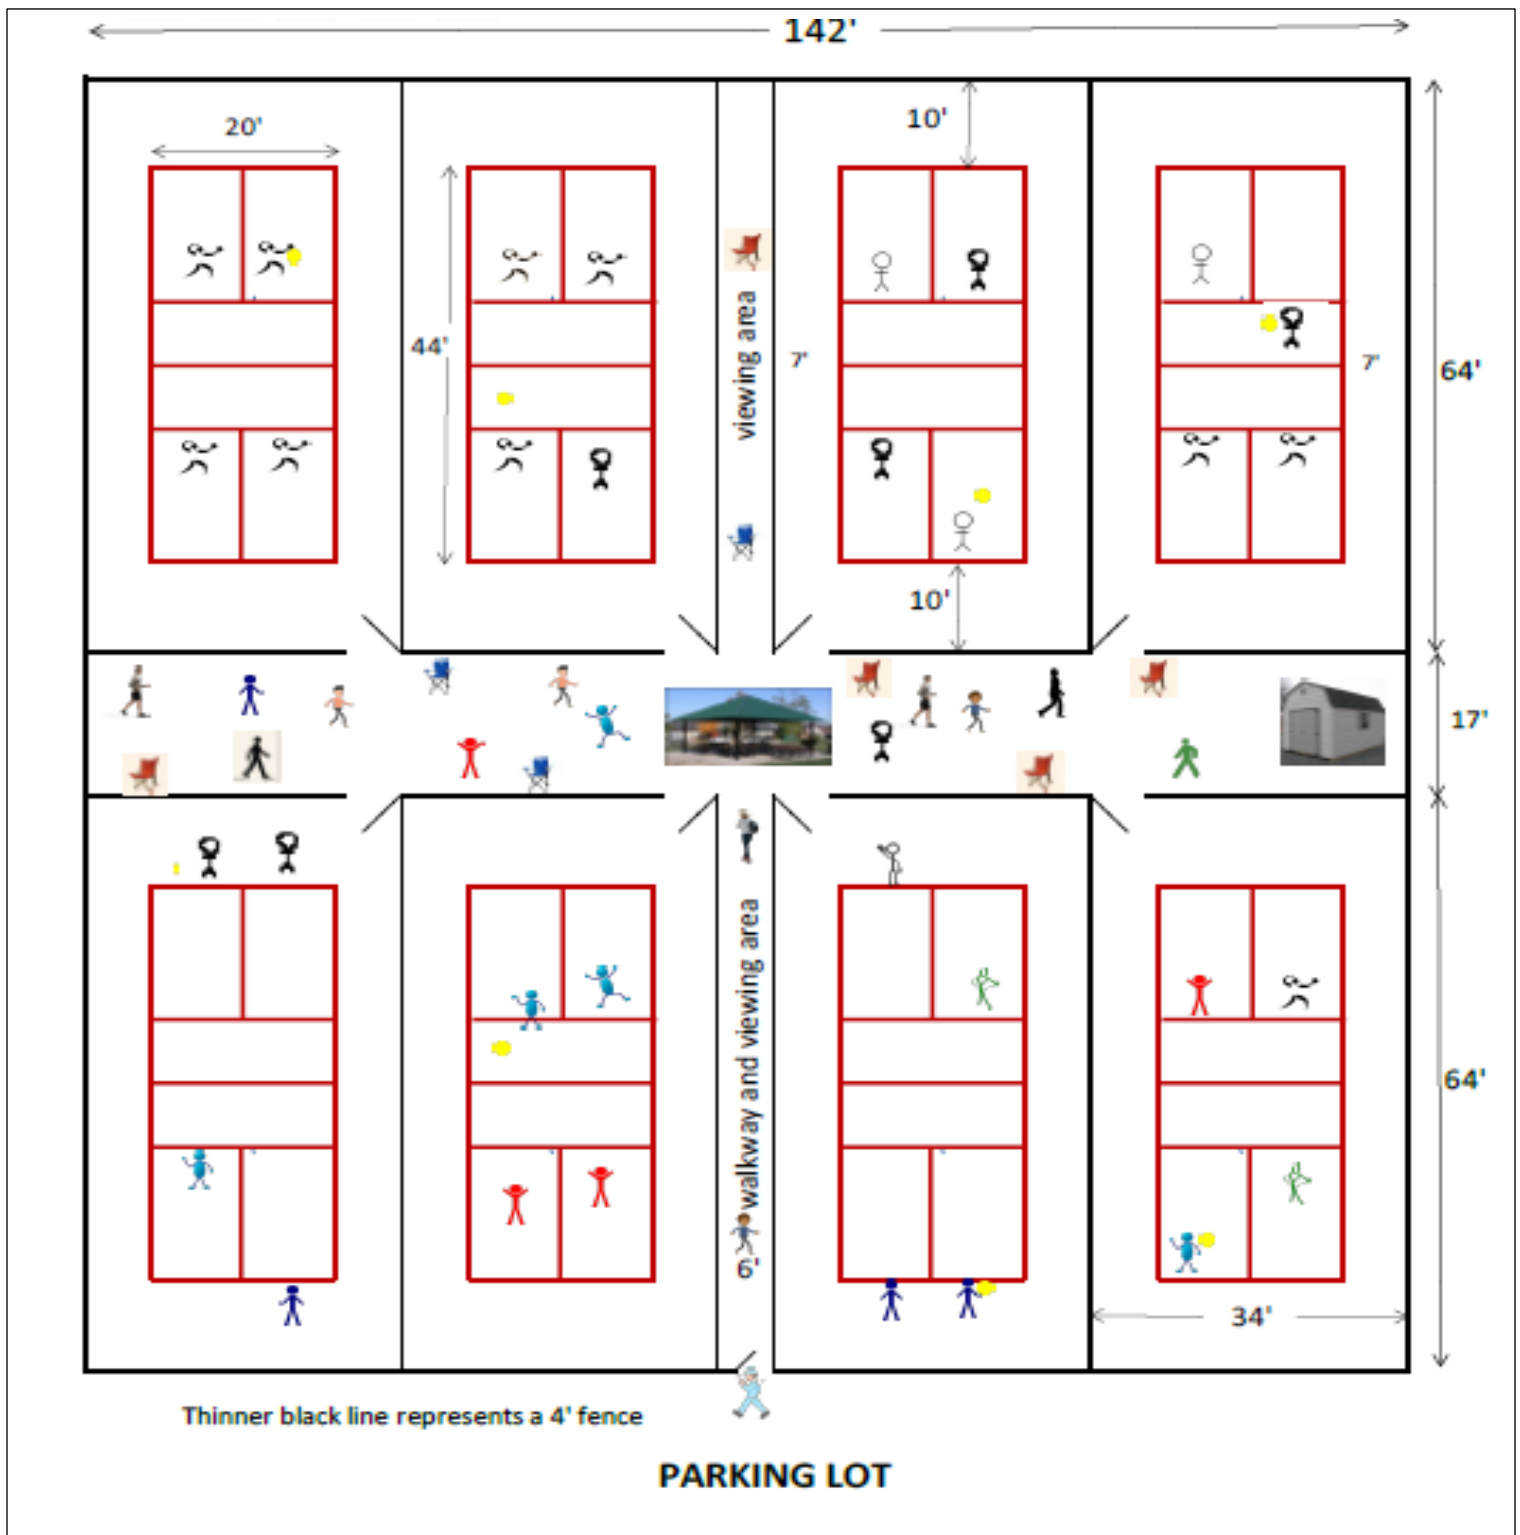 142'
20'
10'
44'
viewing area
7'
7'
64'
10'
17'
6' walkway and viewing area
64'
34'
Thinner black line represents a 4' fence
PARKING LOT